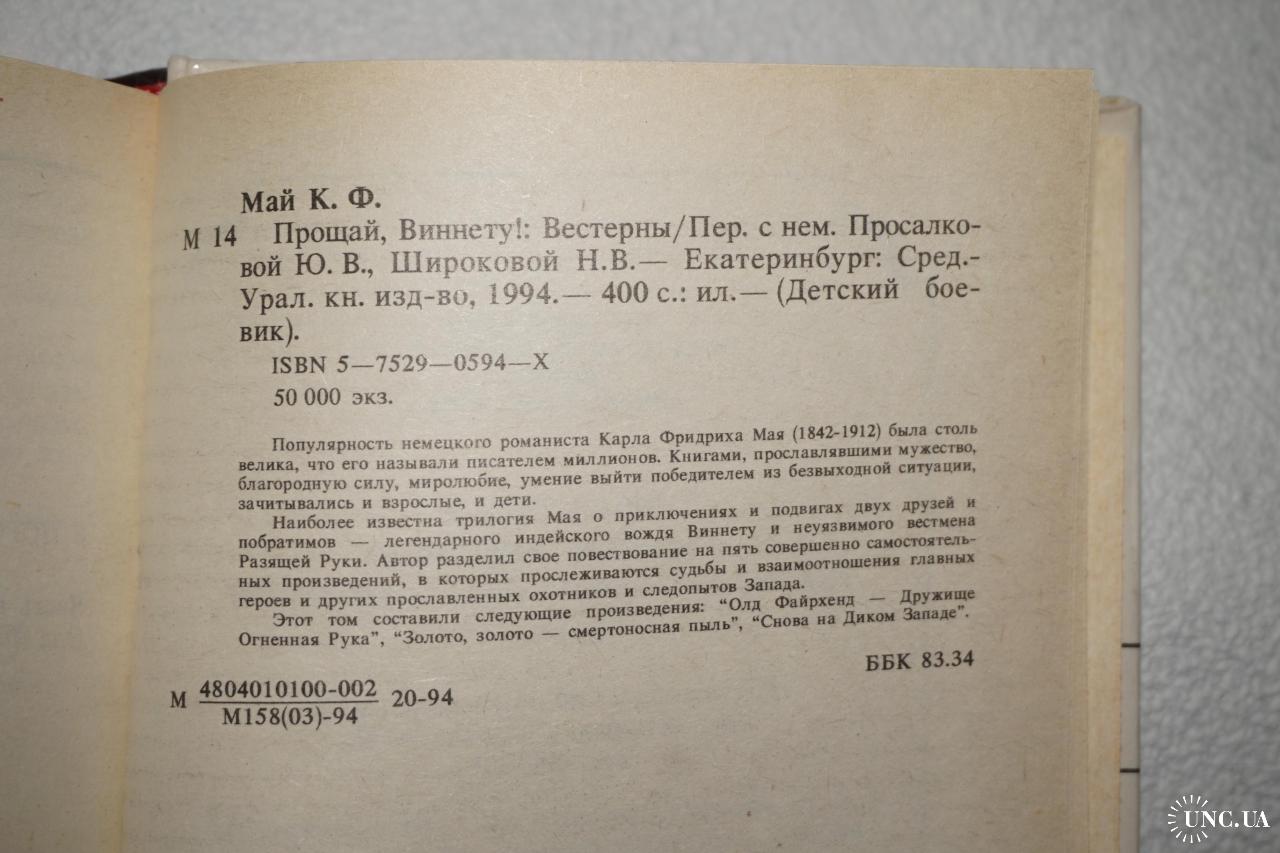 Май К. Ф.
М 14 Прощай, Виннету!: Вестерны/Пер. с нем. Просалко-
вой Ю. В., Широковой Н.В.— Екатеринбург: Сред.-
Урал. кн. изд-во, 1994.— 400 с.: ил.— (Детский бое-
вик).
ISBN 5—7529—0594—X
50 000 экз.
Популярность немецкого романиста Карла Фридриха Мая (1842-1912) была столь
велика, что его называли писателем миллионов. Книгами, прославлявшими мужество,
благородную силу, миролюбие, умение выйти победителем из безвыходной ситуации,
зачитывались и взрослые, и дети.
Наиболее известна трилогия Мая о приключениях и подвигах двух друзей и
побратимов — легендарного индейского вождя Виннету и неуязвимого вестмена
Разящей Руки. Автор разделил свое повествование на пять совершенно самостоятель-
ных произведений, в которых прослеживаются судьбы и взаимоотношения главных
героев и других прославленных охотников и следопытов Запада.
Этот том составили следующие произведения: "Олд Файрхенд — Дружище
Огненная Рука", "Золото, золото — смертоносная пыль", "Снова на Диком Западе".
ББК 83.34
М 4804010100-002 20-94
М158(03)-94
UNC.UA